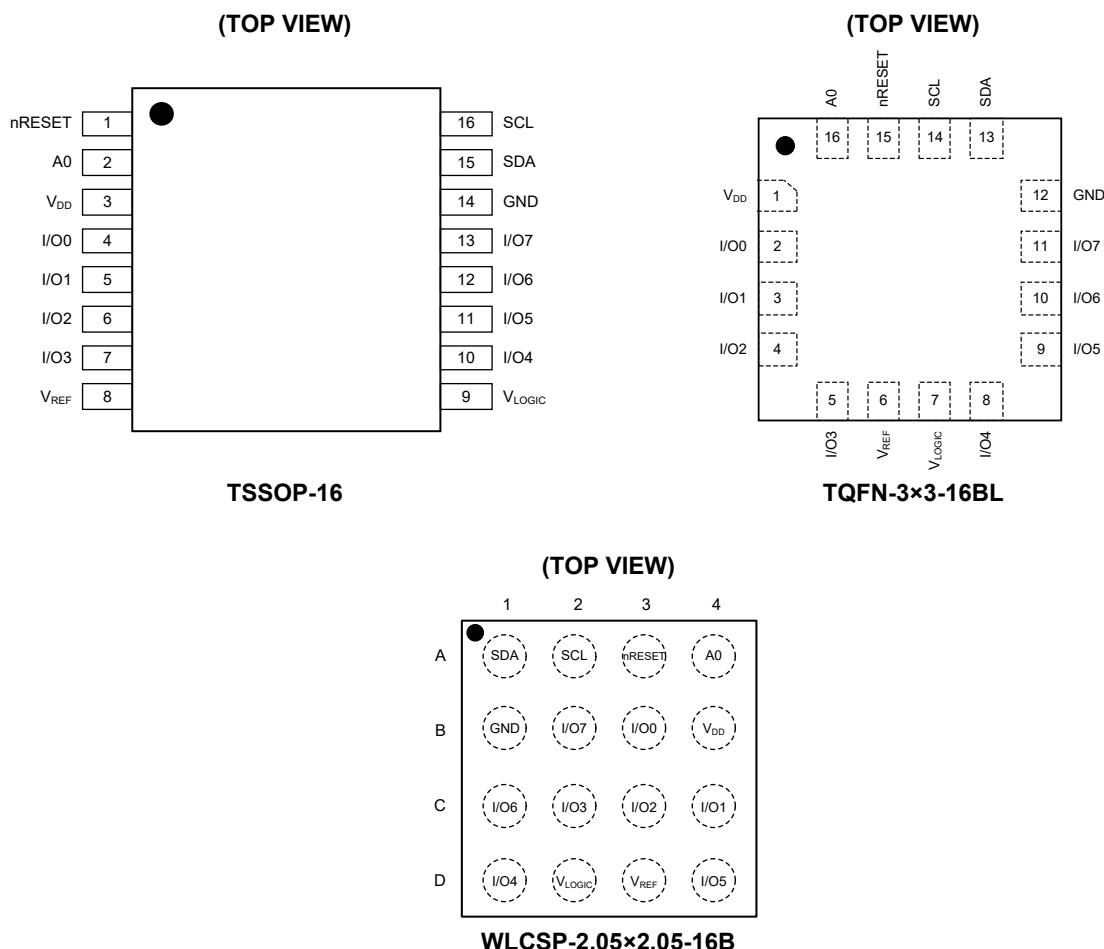 (TOP VIEW)
nRESET 1 16 SCL
A0 2 15 SDA
VDD 3 14 GND
I/O0 4 13 I/O7
I/O1 5 12 I/O6
I/O2 6 11 I/O5
I/O3 7 10 I/O4
VREF 8 9 VLOGIC
TSSOP-16
(TOP VIEW)
A0 nRESET SCL SDA
16 15 14 13
VDD 1 12 GND
I/O0 2 11 I/O7
I/O1 3 10 I/O6
I/O2 4 9 I/O5
5 6 7 8
I/O3 VREF VLOGIC I/O4
TQFN-3×3-16BL
(TOP VIEW)
1 2 3 4
A SDA SCL nRESET A0
B GND I/O7 I/O0 VDD
C I/O6 I/O3 I/O2 I/O1
D I/O4 VLOGIC VREF I/O5
WLCSP-2.05×2.05-16B